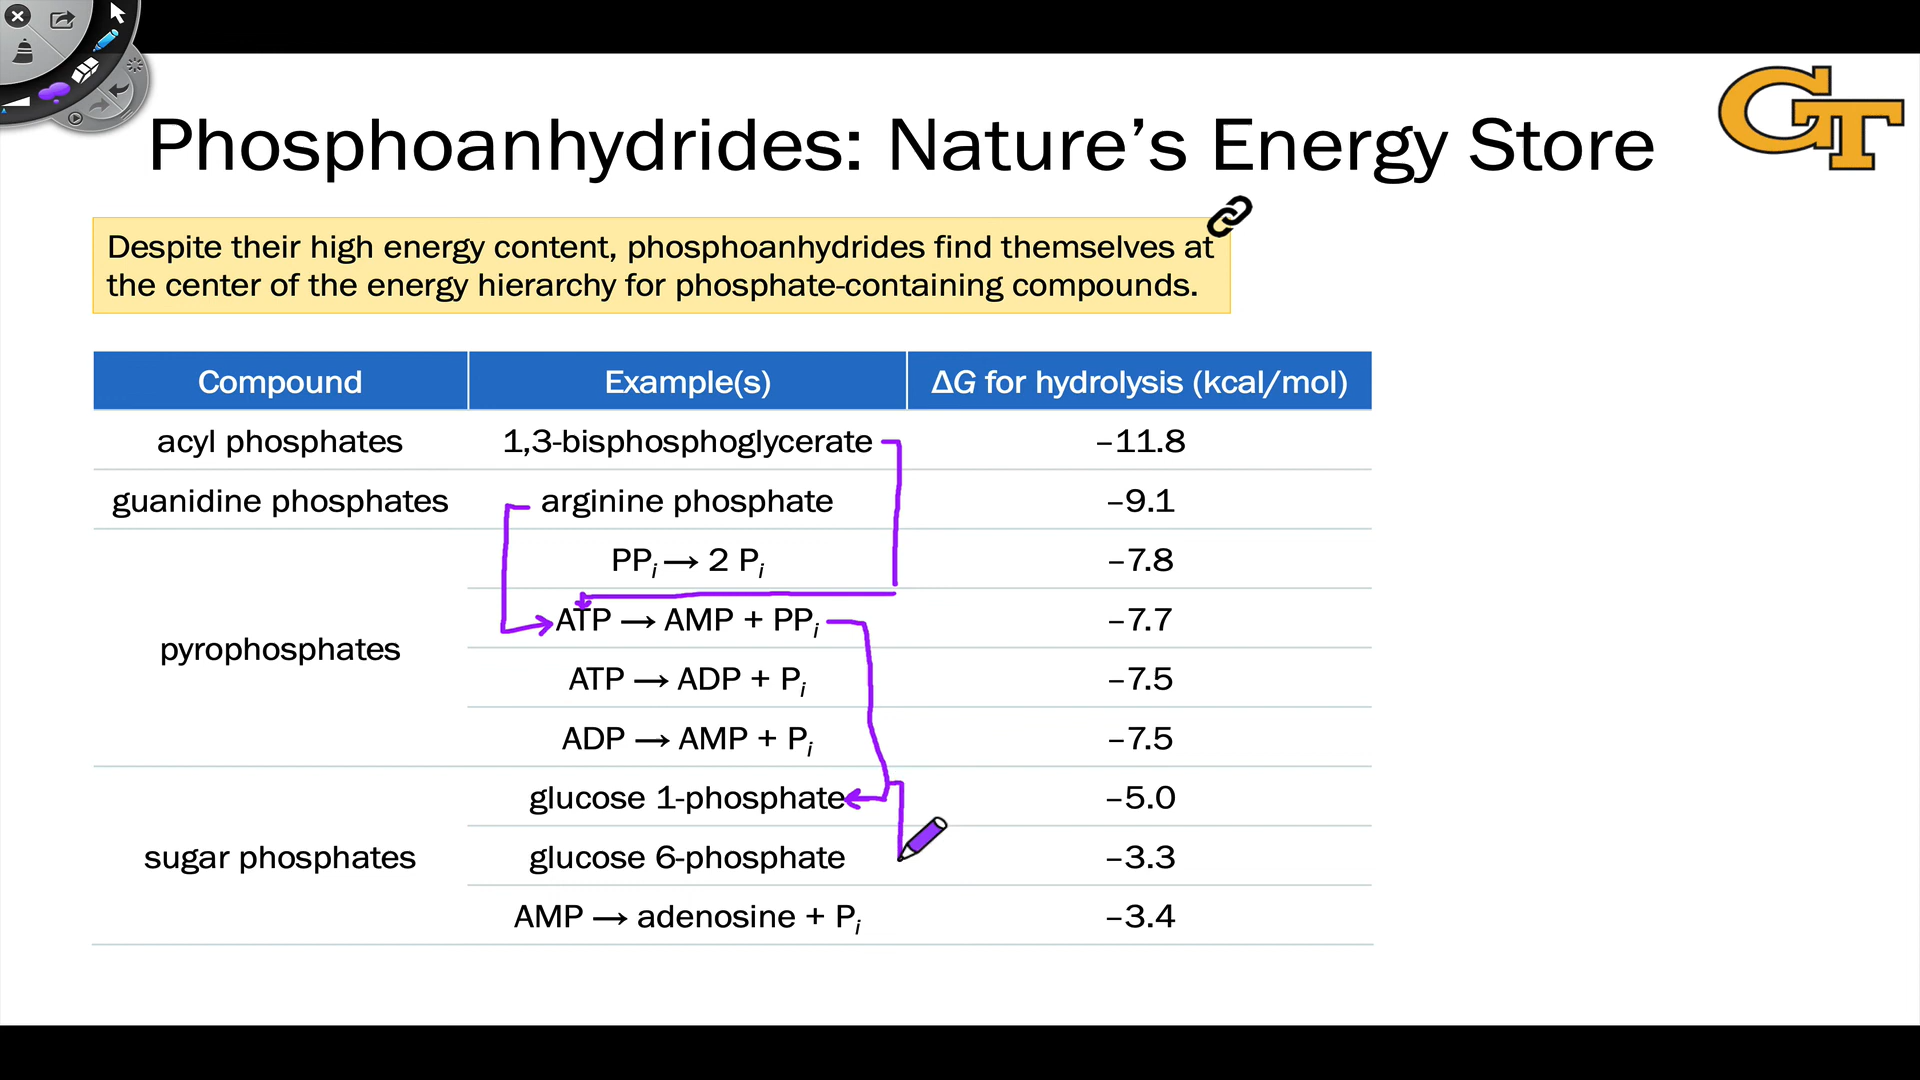 GT
Phosphoanhydrides: Nature’s Energy Store
Despite their high energy content, phosphoanhydrides find themselves at
the center of the energy hierarchy for phosphate-containing compounds.
Compound Example(s) ΔG for hydrolysis (kcal/mol)
acyl phosphates 1,3-bisphosphoglycerate –11.8
guanidine phosphates arginine phosphate –9.1
PPi → 2 Pi –7.8
ATP → AMP + PPi –7.7
pyrophosphates
ATP → ADP + Pi –7.5
ADP → AMP + Pi –7.5
glucose 1-phosphate –5.0
sugar phosphates glucose 6-phosphate –3.3
AMP → adenosine + Pi –3.4